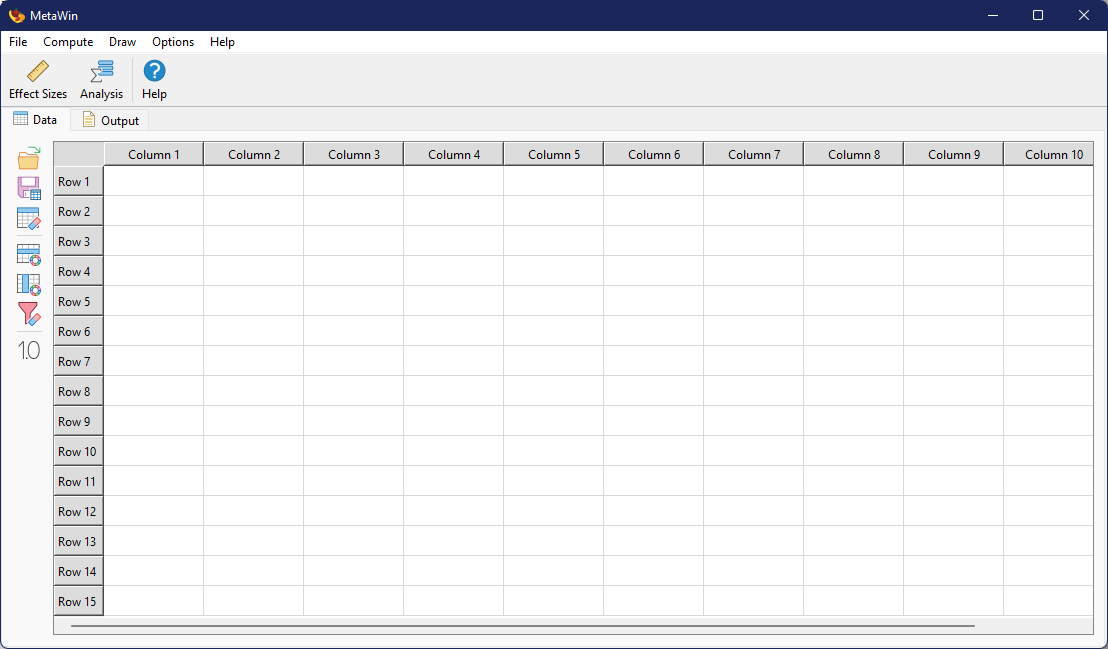 MetaWin
File Compute Draw Options Help
Effect Sizes Analysis ? Help
Data Output
Column 1 Column 2 Column 3 Column 4 Column 5 Column 6 Column 7 Column 8 Column 9 Column 10
Row 1
Row 2
Row 3
Row 4
Row 5
Row 6
Row 7
Row 8
Row 9
Row 10
Row 11
Row 12
Row 13
Row 14
Row 15
1.0